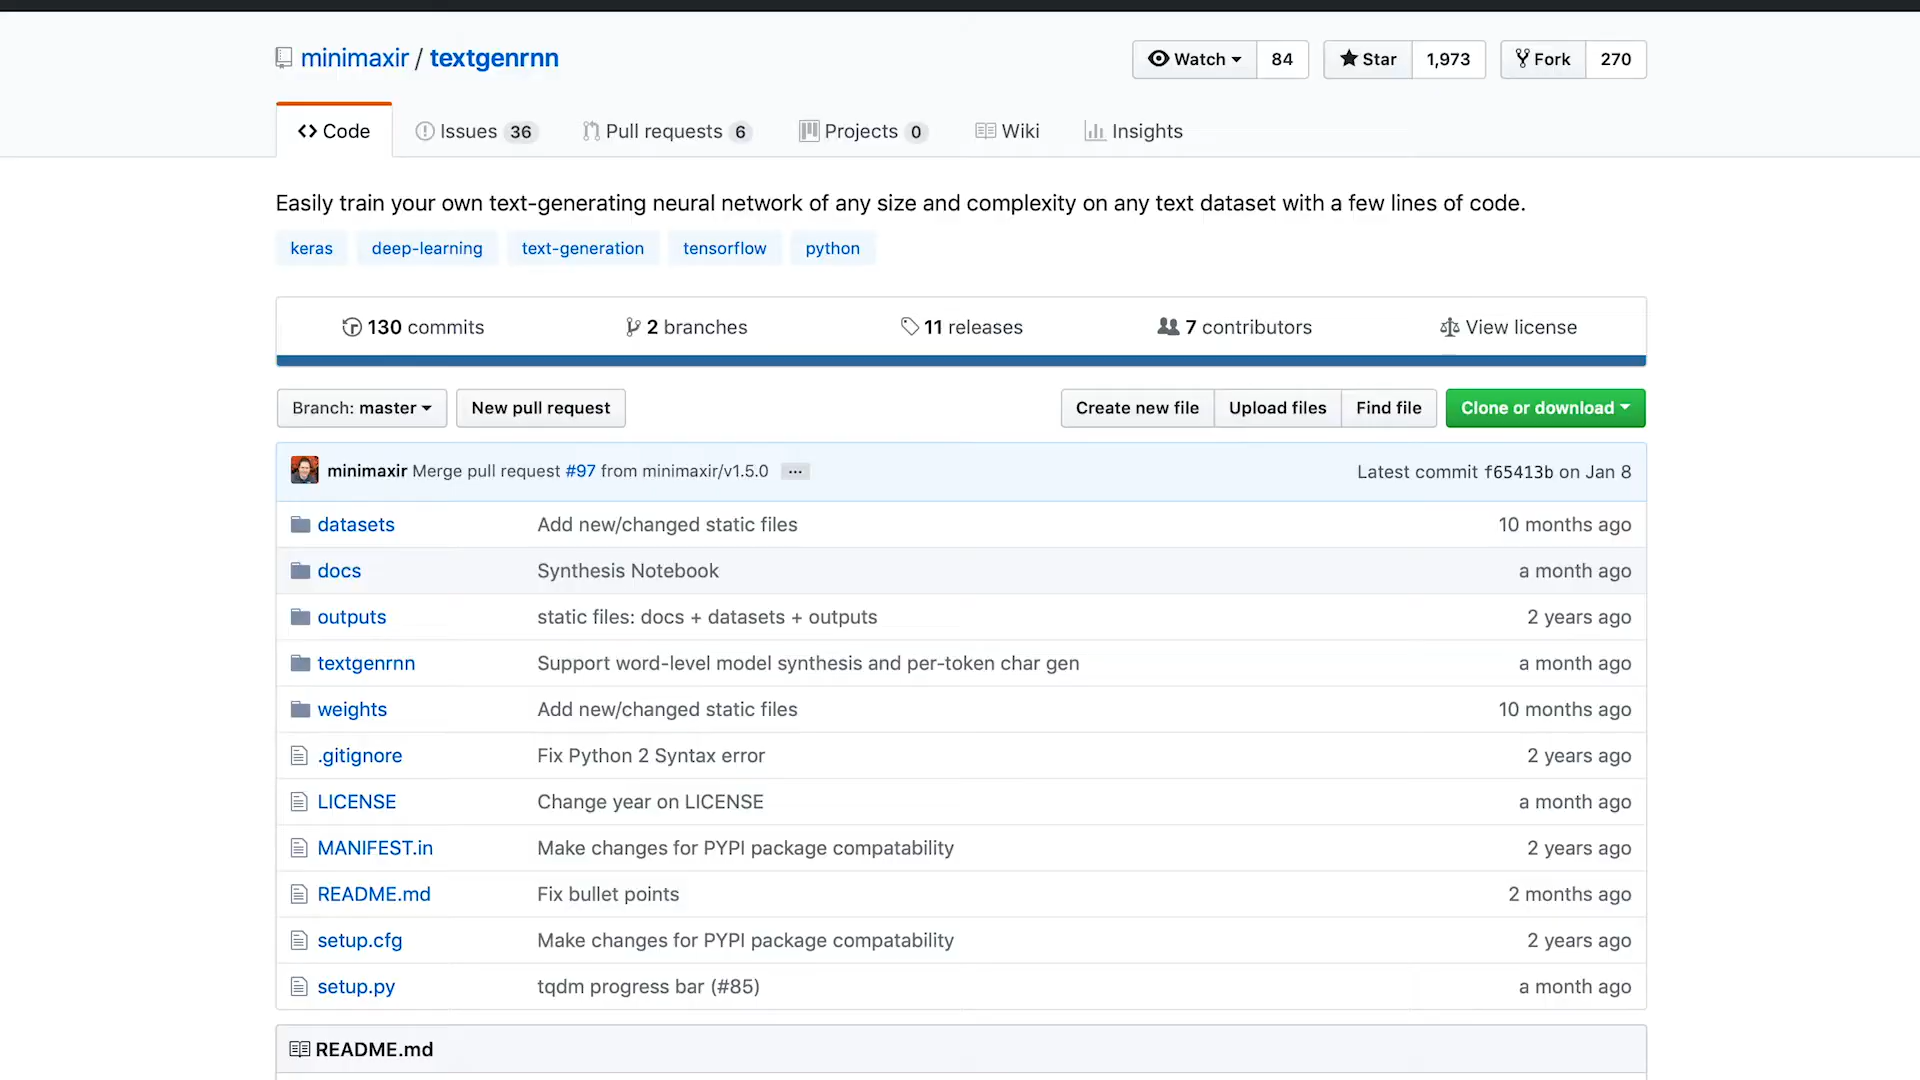 minimaxir / textgenrnn
Watch 84 Star 1,973 Fork 270
Code Issues 36 Pull requests 6 Projects 0 Wiki Insights
Easily train your own text-generating neural network of any size and complexity on any text dataset with a few lines of code.
keras deep-learning text-generation tensorflow python
130 commits 2 branches 11 releases 7 contributors View license
Branch: master New pull request Create new file Upload files Find file Clone or download
minimaxir Merge pull request #97 from minimaxir/v1.5.0 ... Latest commit f65413b on Jan 8
datasets Add new/changed static files 10 months ago
docs Synthesis Notebook a month ago
outputs static files: docs + datasets + outputs 2 years ago
textgenrnn Support word-level model synthesis and per-token char gen a month ago
weights Add new/changed static files 10 months ago
.gitignore Fix Python 2 Syntax error 2 years ago
LICENSE Change year on LICENSE a month ago
MANIFEST.in Make changes for PYPI package compatability 2 years ago
README.md Fix bullet points 2 months ago
setup.cfg Make changes for PYPI package compatability 2 years ago
setup.py tqdm progress bar (#85) a month ago
README.md